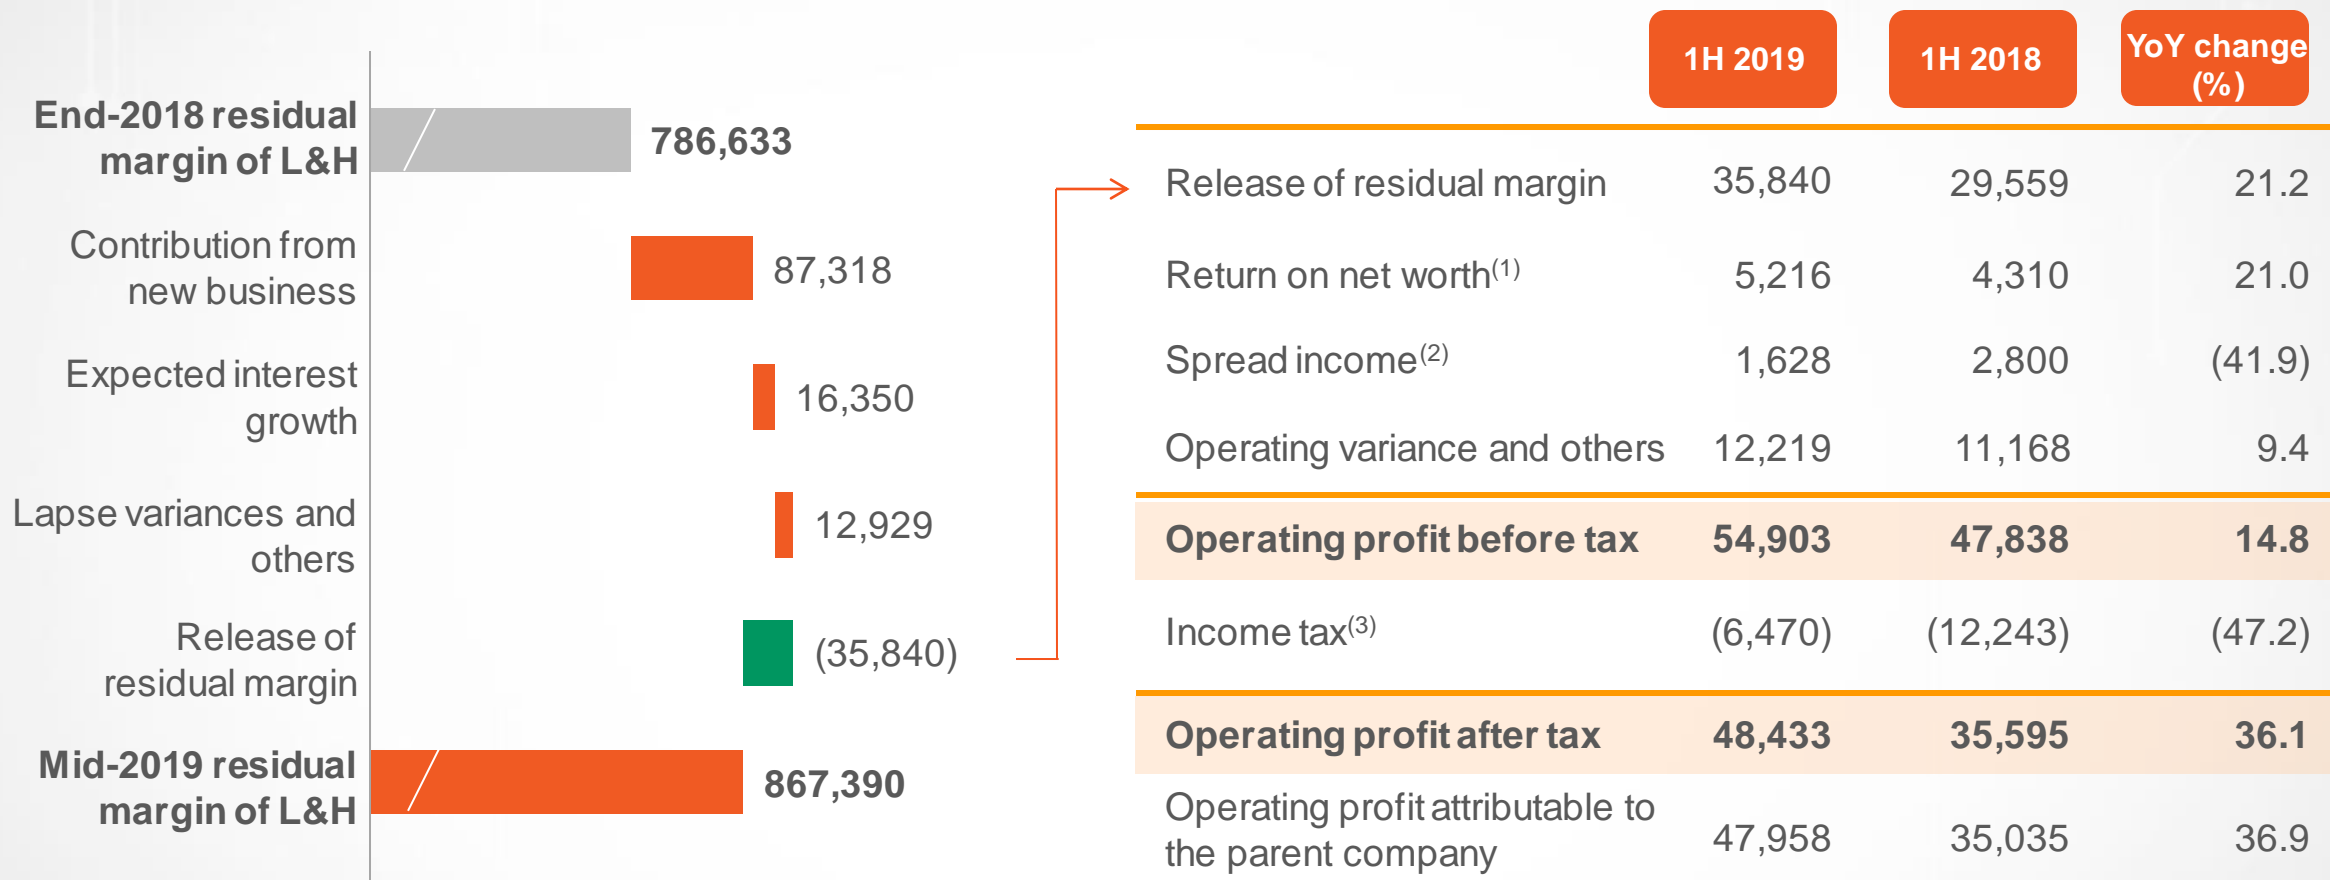 End-2018 residual
margin of L&H
786,633
Contribution from
new business
87,318
Expected interest
growth
16,350
Lapse variances and
others
12,929
Release of
residual margin
(35,840)
Mid-2019 residual
margin of L&H
867,390
1H 2019 1H 2018 YoY change
(%)
Release of residual margin 35,840 29,559 21.2
Return on net worth(1) 5,216 4,310 21.0
Spread income(2) 1,628 2,800 (41.9)
Operating variance and others 12,219 11,168 9.4
Operating profit before tax 54,903 47,838 14.8
Income tax(3) (6,470) (12,243) (47.2)
Operating profit after tax 48,433 35,595 36.1
Operating profit attributable to
the parent company 47,958 35,035 36.9